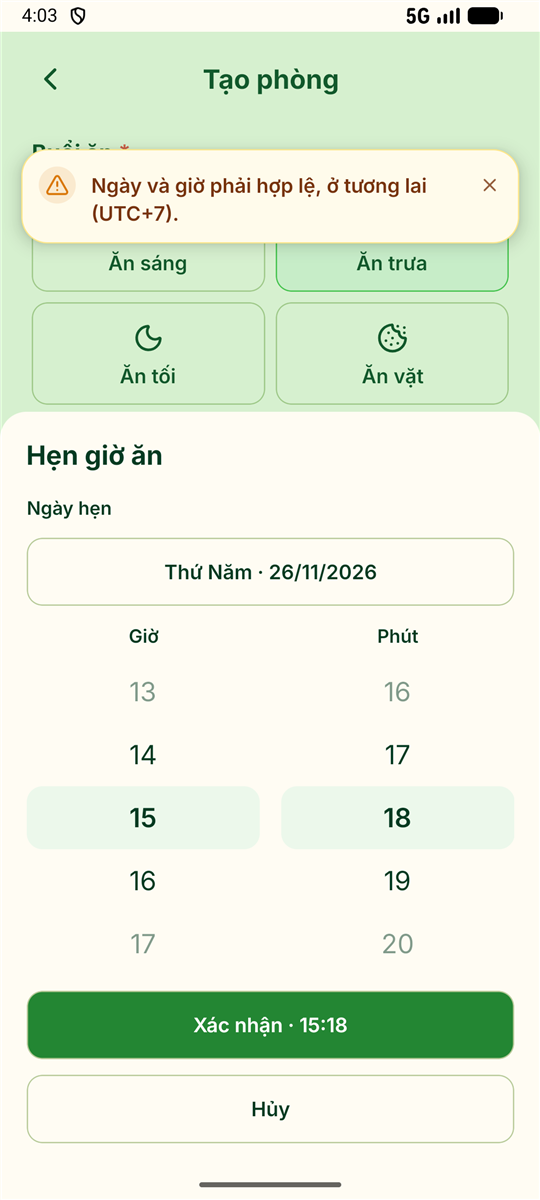 4:03
5G
Tạo phòng
Ngày và giờ phải hợp lệ, ở tương lai
(UTC+7).
Ăn sáng
Ăn trưa
Ăn tối
Ăn vặt
Hẹn giờ ăn
Ngày hẹn
Thứ Năm · 26/11/2026
Giờ
Phút
13
16
14
17
15
18
16
19
17
20
Xác nhận · 15:18
Hủy